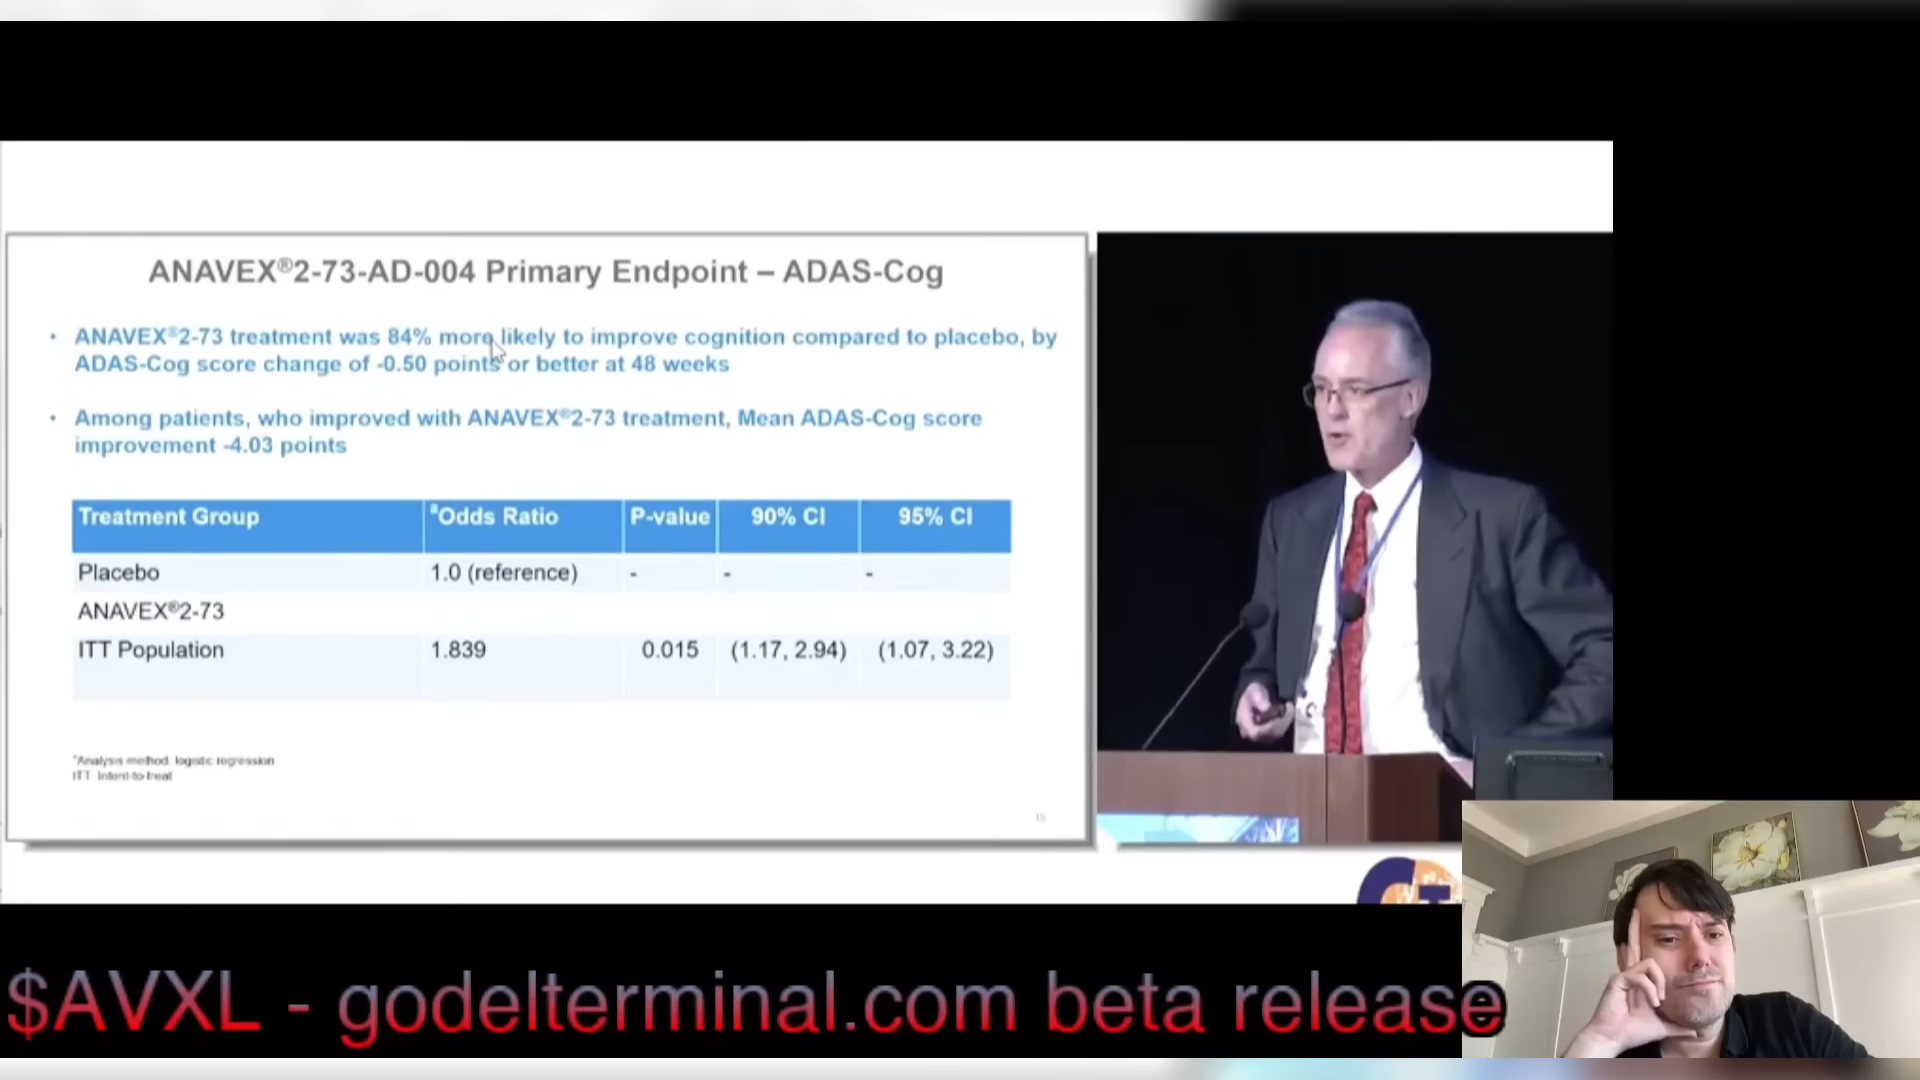 ANAVEX®2-73-AD-004 Primary Endpoint – ADAS-Cog
• ANAVEX®2-73 treatment was 84% more likely to improve cognition compared to placebo, by
ADAS-Cog score change of -0.50 points or better at 48 weeks
• Among patients, who improved with ANAVEX®2-73 treatment, Mean ADAS-Cog score
improvement -4.03 points
Treatment Group ᵃOdds Ratio P-value 90% CI 95% CI
Placebo 1.0 (reference) - - -
ANAVEX®2-73
ITT Population 1.839 0.015 (1.17, 2.94) (1.07, 3.22)
ᵃAnalysis method: logistic regression
ITT: Intent-to-treat
$AVXL - godelterminal.com beta release